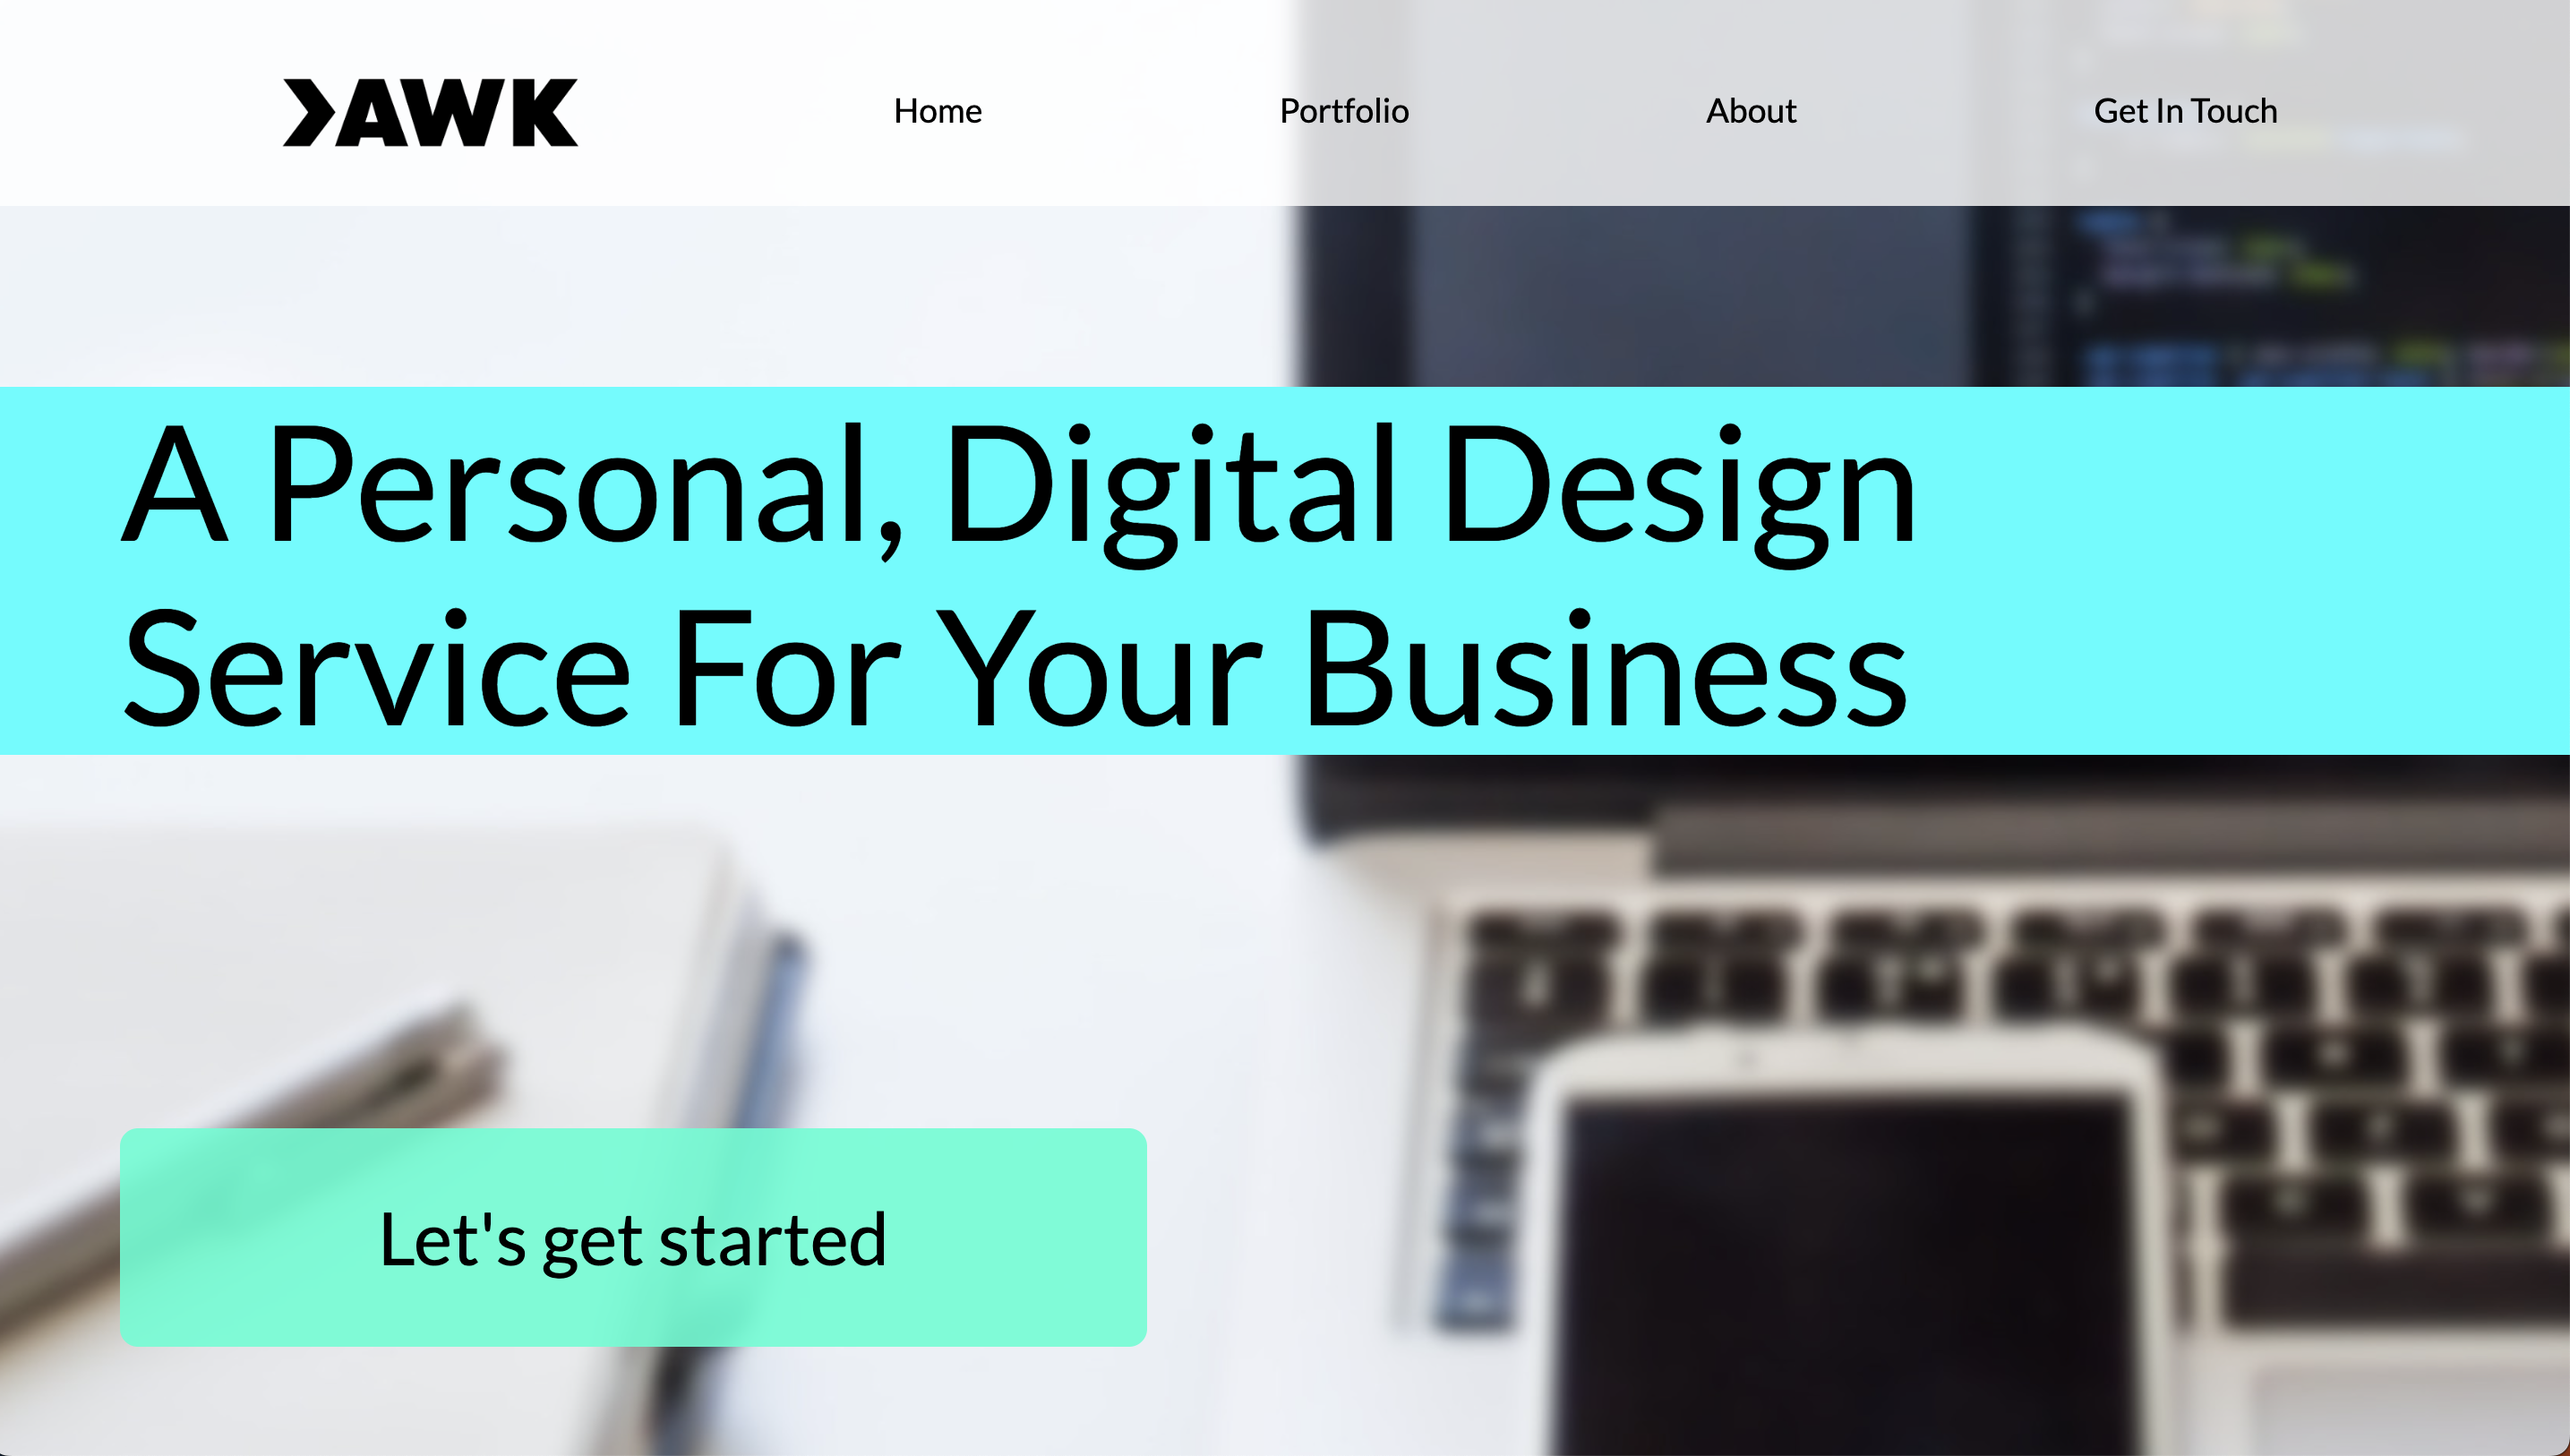 AWK
Home
Portfolio
About
Get In Touch
A Personal, Digital Design
Service For Your Business
Let's get started